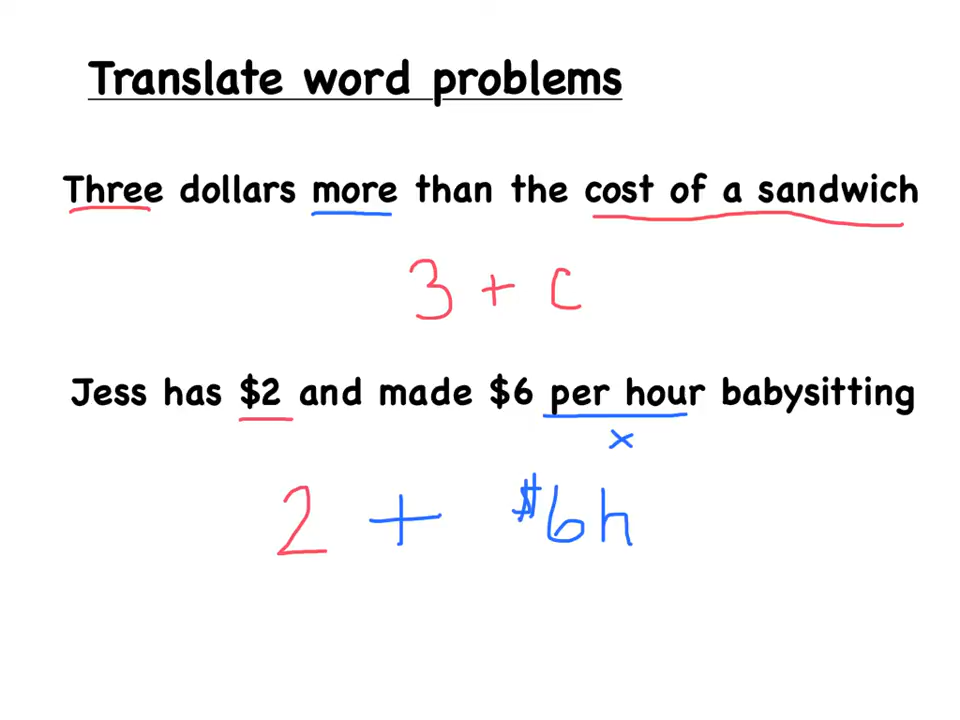 Translate word problems
Three dollars more than the cost of a sandwich
3 + c
Jess has $2 and made $6 per hour babysitting
x
2 + $6h